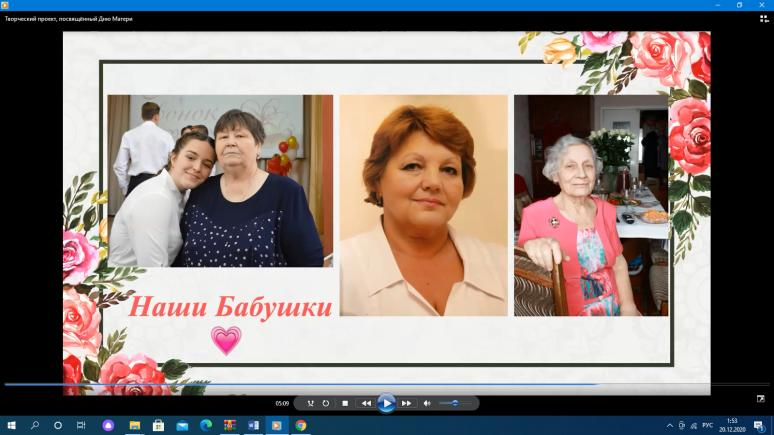 Творческий проект, посвящённый Дню Матери
Наши Бабушки
05:09
РУС
1:53
20.12.2020